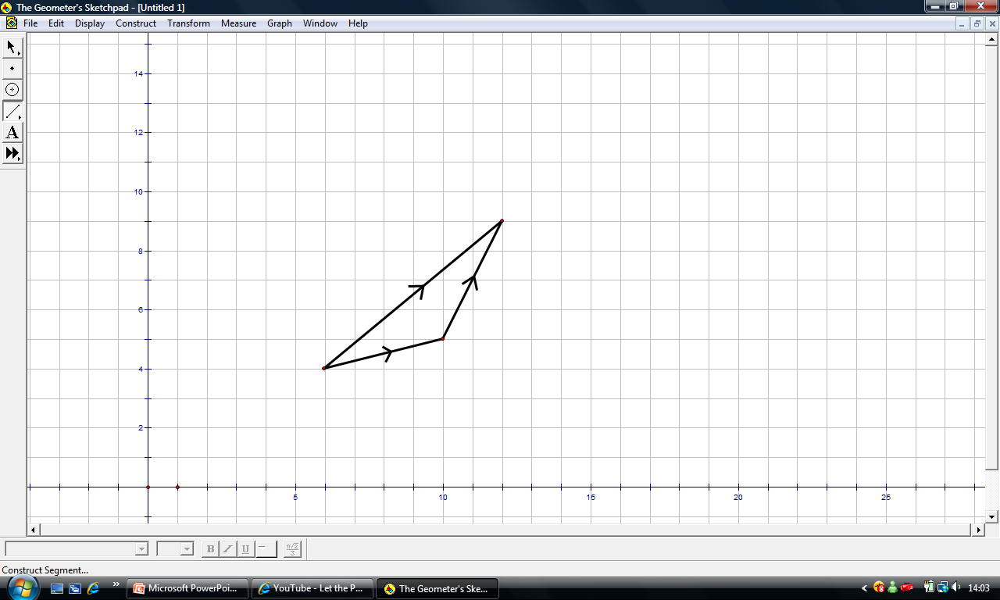 The Geometer's Sketchpad - [Untitled 1]
File Edit Display Construct Transform Measure Graph Window Help
A
14
12
10
8
6
4
2
5 10 15 20 25
B I U
Construct Segment...
» Microsoft PowerPoi... YouTube - Let the P... The Geometer's Ske... < 14:03